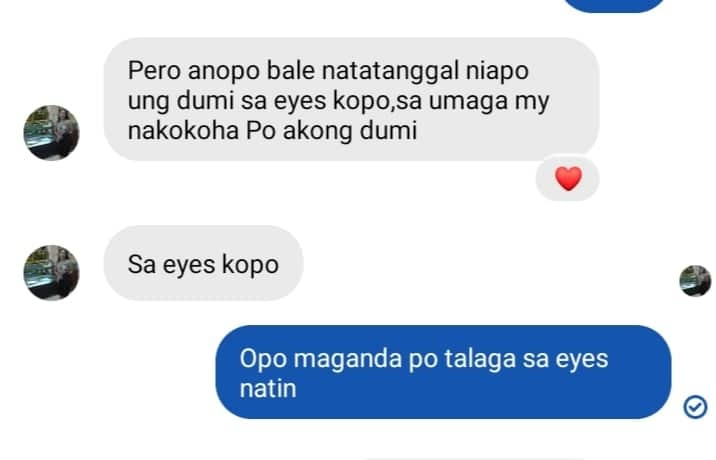 Pero anopo bale natatanggal niapo
ung dumi sa eyes kopo,sa umaga my
nakokoha Po akong dumi
Sa eyes kopo
Opo maganda po talaga sa eyes
natin